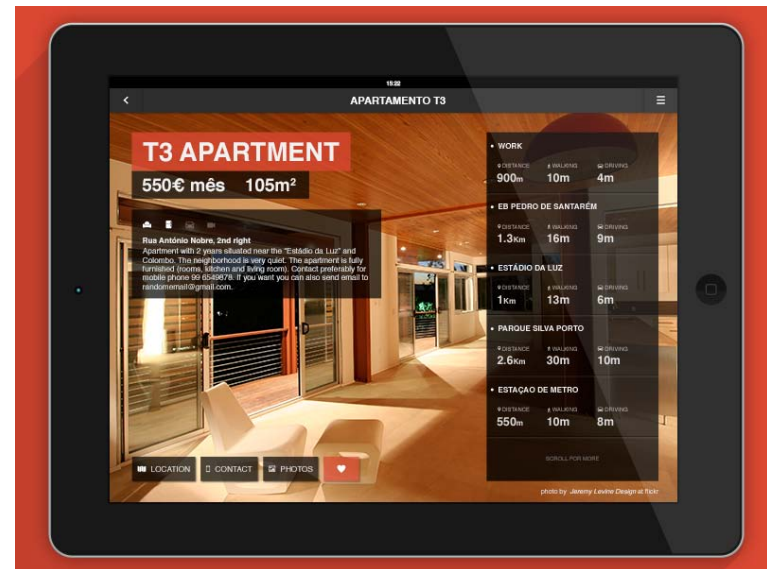 15:22
APARTAMENTO T3
T3 APARTMENT
550€ mês 105m²
Rua António Nobre, 2nd right
Apartment with 2 years situated near the "Estádio da Luz" and
Colombo. The neighborhood is very quiet. The apartment is fully
furnished (rooms, kitchen and living room). Contact preferably for
mobile phone 99 6549878. If you want you can also send email to
randomemail@gmail.com.
LOCATION
CONTACT
PHOTOS
• WORK
DISTANCE WALKING DRIVING
900m 10m 4m
• EB PEDRO DE SANTARÉM
DISTANCE WALKING DRIVING
1.3Km 16m 9m
• ESTÁDIO DA LUZ
DISTANCE WALKING DRIVING
1Km 13m 6m
• PARQUE SILVA PORTO
DISTANCE WALKING DRIVING
2.6Km 30m 10m
• ESTAÇAO DE METRO
DISTANCE WALKING DRIVING
550m 10m 8m
SCROLL FOR MORE
photo by Jeremy Levine Design at flickr